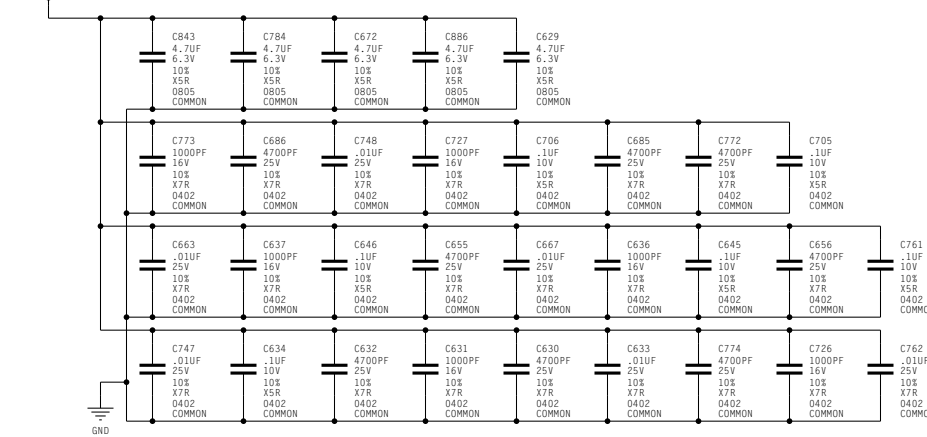 C843
4.7UF
6.3V
10%
X5R
0805
COMMON
C784
4.7UF
6.3V
10%
X5R
0805
COMMON
C672
4.7UF
6.3V
10%
X5R
0805
COMMON
C886
4.7UF
6.3V
10%
X5R
0805
COMMON
C629
4.7UF
6.3V
10%
X5R
0805
COMMON
C773
1000PF
16V
10%
X7R
0402
COMMON
C686
4700PF
25V
10%
X7R
0402
COMMON
C748
.01UF
25V
10%
X7R
0402
COMMON
C727
1000PF
16V
10%
X7R
0402
COMMON
C706
.1UF
10V
10%
X5R
0402
COMMON
C685
4700PF
25V
10%
X7R
0402
COMMON
C772
4700PF
25V
10%
X7R
0402
COMMON
C705
.1UF
10V
10%
X5R
0402
COMMON
C663
.01UF
25V
10%
X7R
0402
COMMON
C637
1000PF
16V
10%
X7R
0402
COMMON
C646
.1UF
10V
10%
X5R
0402
COMMON
C655
4700PF
25V
10%
X7R
0402
COMMON
C667
.01UF
25V
10%
X7R
0402
COMMON
C636
1000PF
16V
10%
X7R
0402
COMMON
C645
.1UF
10V
10%
X5R
0402
COMMON
C656
4700PF
25V
10%
X7R
0402
COMMON
C761
.1UF
10V
10%
X5R
0402
COMMO
C747
.01UF
25V
10%
X7R
0402
COMMON
C634
.1UF
10V
10%
X5R
0402
COMMON
C632
4700PF
25V
10%
X7R
0402
COMMON
C631
1000PF
16V
10%
X7R
0402
COMMON
C630
4700PF
25V
10%
X7R
0402
COMMON
C633
.01UF
25V
10%
X7R
0402
COMMON
C774
4700PF
25V
10%
X7R
0402
COMMON
C726
1000PF
16V
10%
X7R
0402
COMMON
C762
.01UF
25V
10%
X7R
0402
COMMO
GND